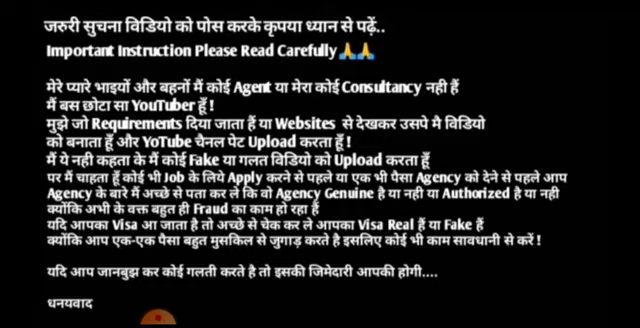 जरुरी सुचना विडियो को पोस करके कृपया ध्यान से पढ़ें..
Important Instruction Please Read Carefully 🙏🙏
मेरे प्यारे भाइयों और बहनों मैं कोई Agent या मेरा कोई Consultancy नही हैं
मैं बस छोटा सा YouTuber हूँ !
मुझे जो Requirements दिया जाता हैं या Websites से देखकर उसपे मै विडियो
को बनाता हूँ और YoTube चैनल पेट Upload करता हूँ !
मैं ये नही कहता के मैं कोई Fake या गलत विडियो को Upload करता हूँ
पर मैं चाहता हूँ कोई भी Job के लिये Apply करने से पहले या एक भी पैसा Agency को देने से पहले आप
Agency के बारे में अच्छे से पता कर ले कि वो Agency Genuine है या नही या Authorized है या नही
क्योंकि अभी के वक्त बहुत ही Fraud का काम हो रहा हैं
यदि आपका Visa आ जाता है तो अच्छे से चेक कर ले आपका Visa Real हैं या Fake हैं
क्योंकि आप एक-एक पैसा बहुत मुसकिल से जुगाड़ करते है इसलिए कोई भी काम सावधानी से करें !
यदि आप जानबुझ कर कोई गलती करते है तो इसकी जिमेदारी आपकी होगी....
धनयवाद